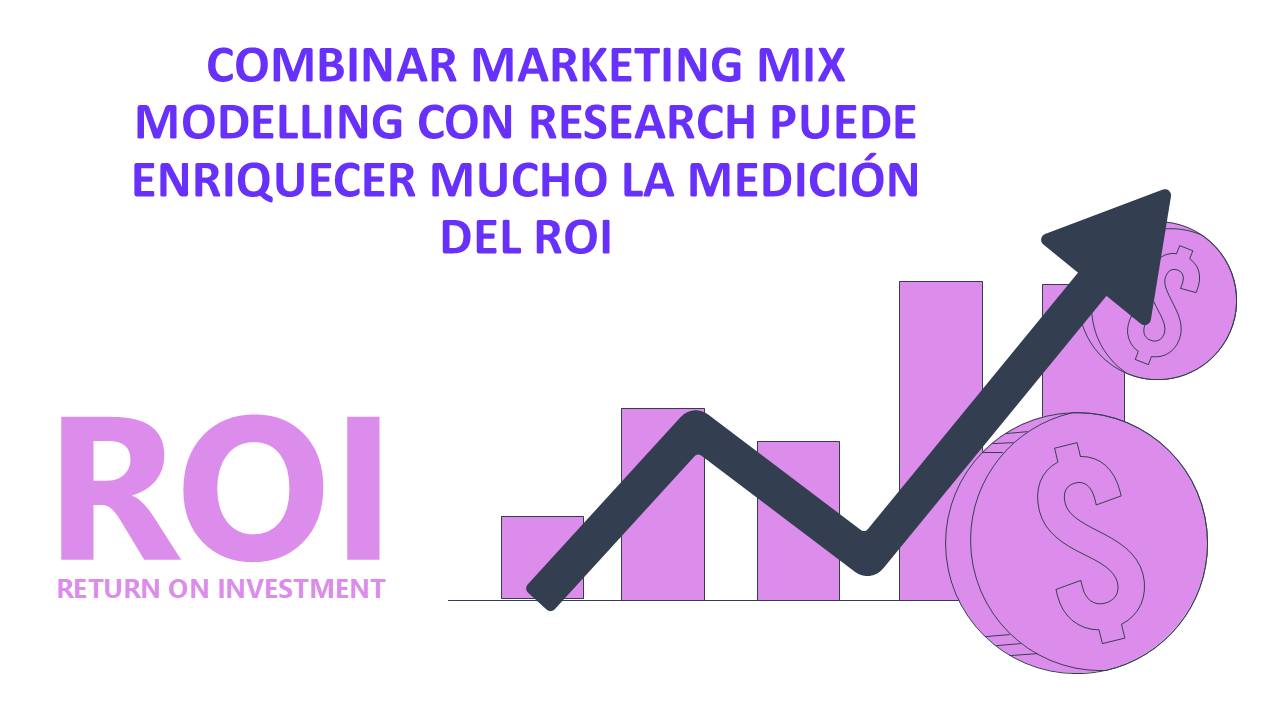 COMBINAR MARKETING MIX
MODELLING CON RESEARCH PUEDE
ENRIQUECER MUCHO LA MEDICIÓN
DEL ROI
ROI
RETURN ON INVESTMENT
$
$